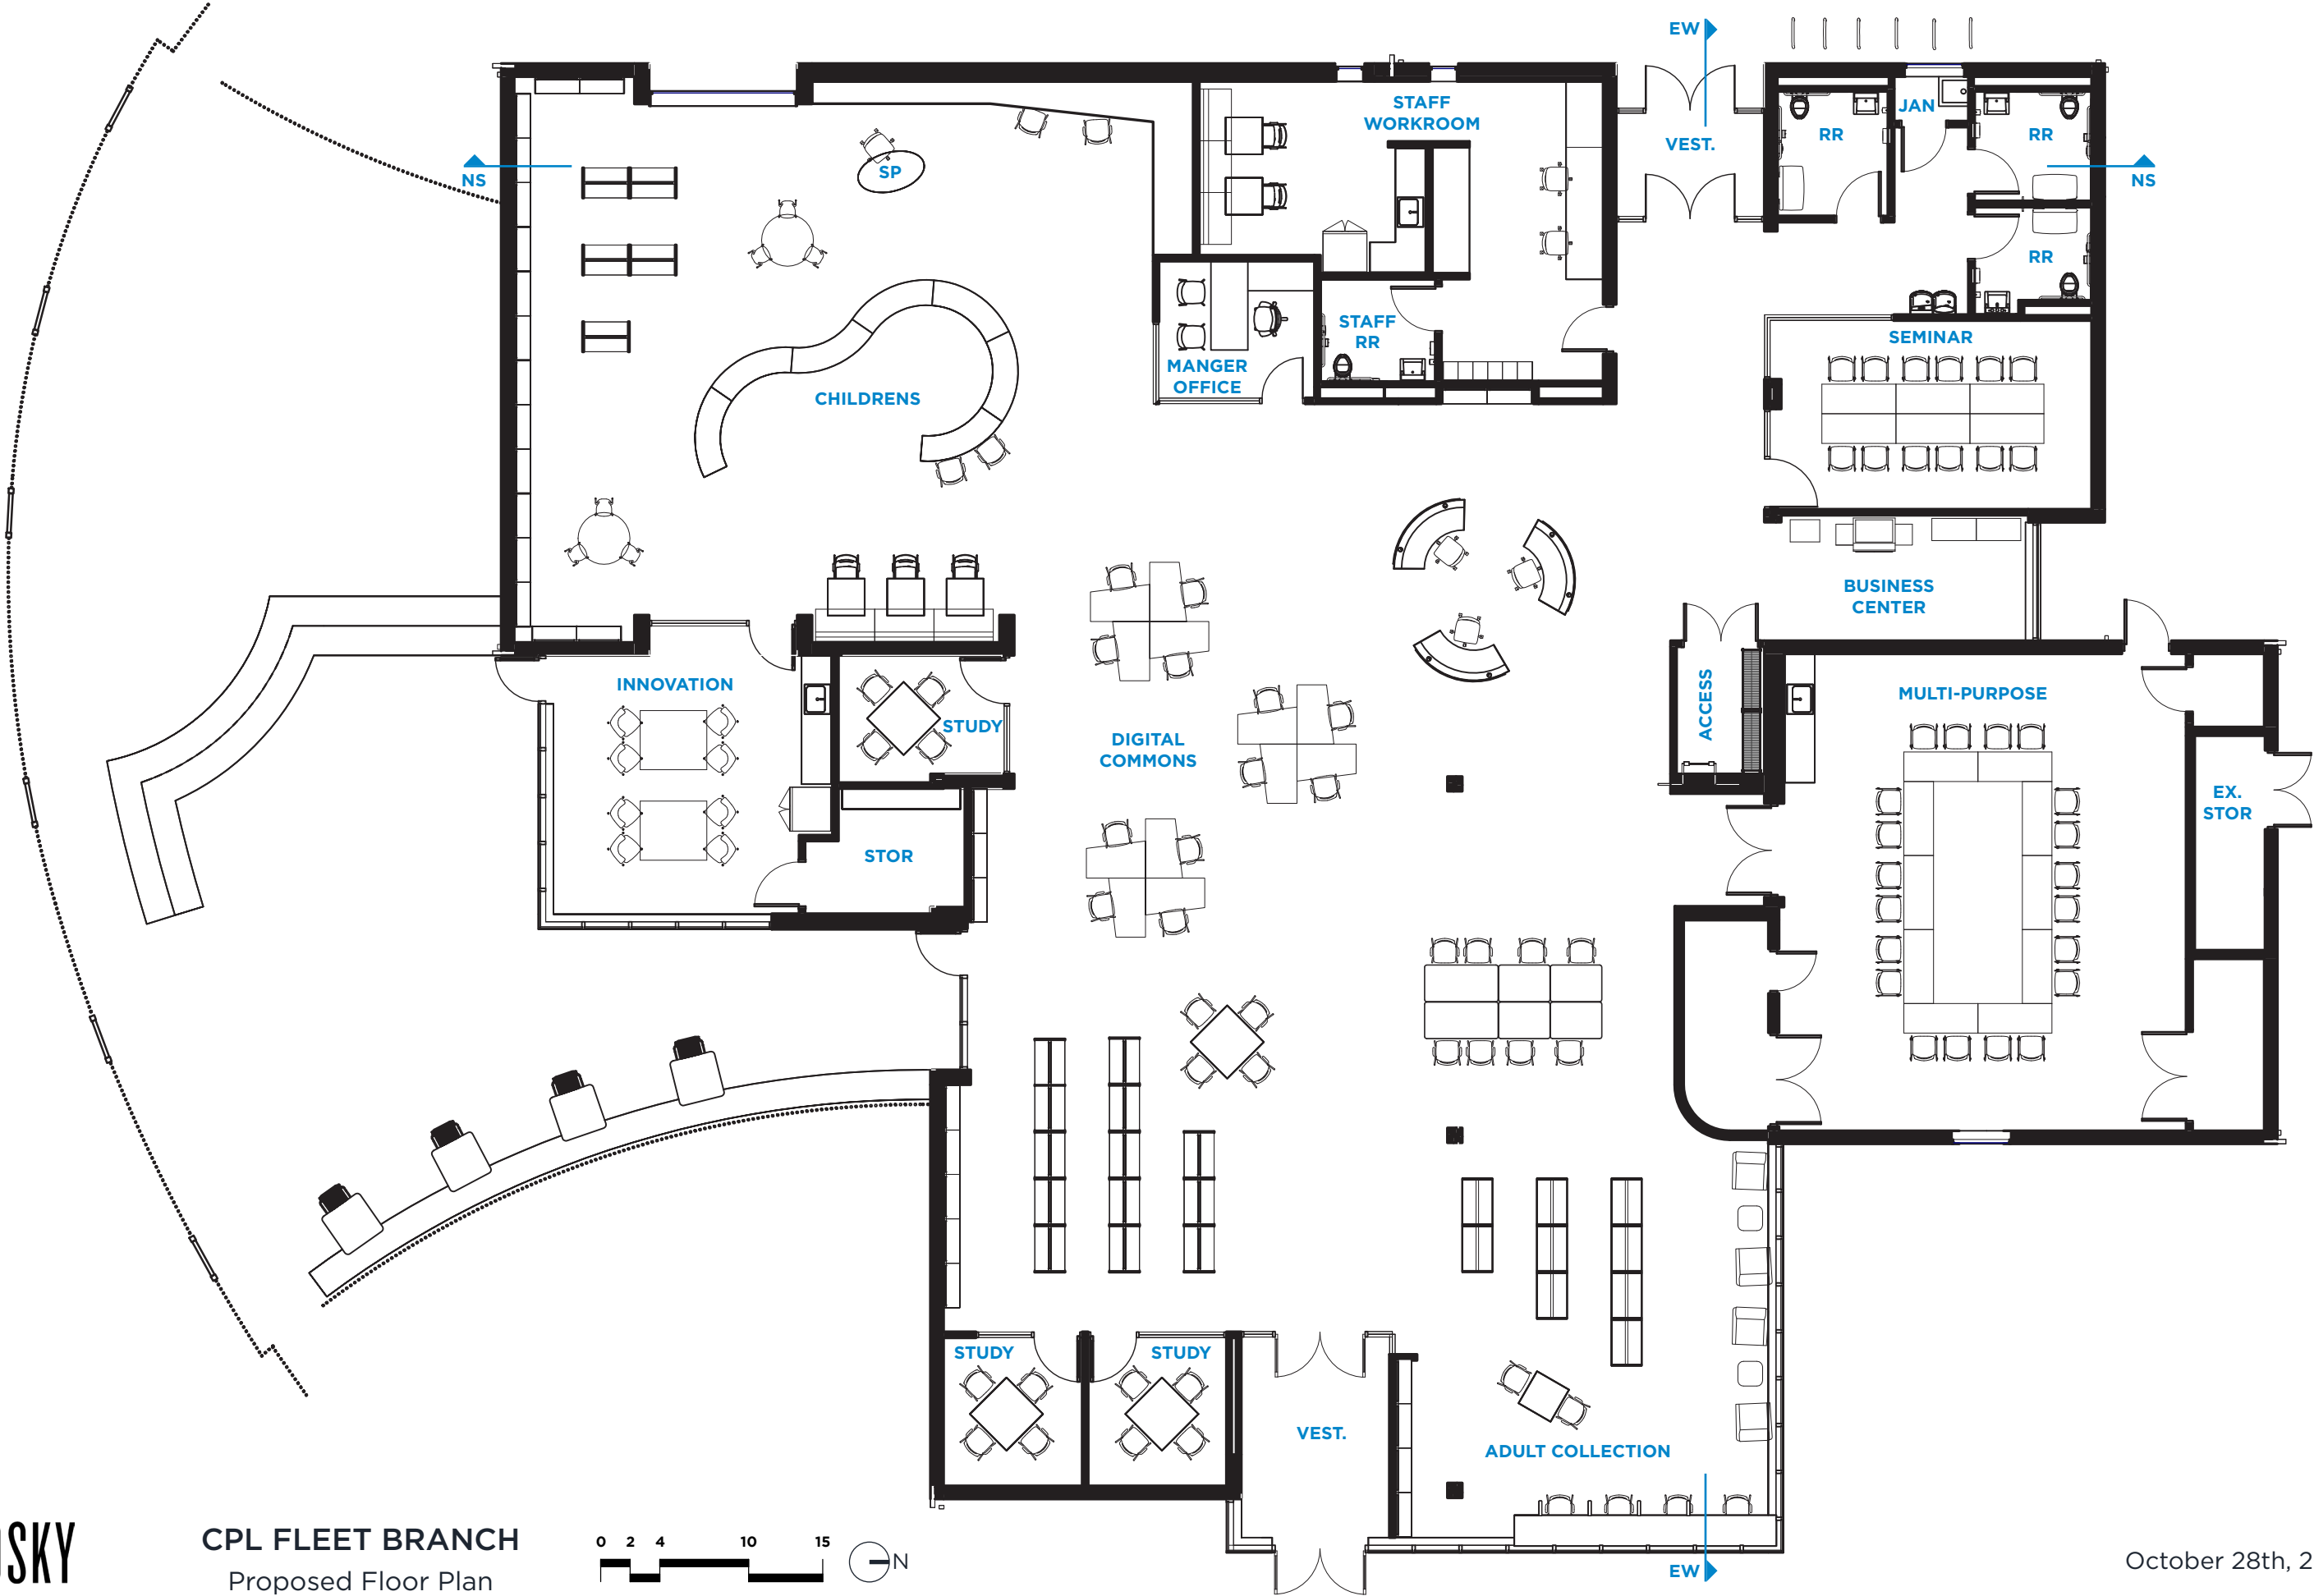 EW
STAFF
WORKROOM
VEST.
RR
JAN
RR
NS
SP
NS
RR
STAFF
RR
MANGER
OFFICE
SEMINAR
CHILDRENS
BUSINESS
CENTER
INNOVATION
STUDY
ACCESS
MULTI-PURPOSE
DIGITAL
COMMONS
EX.
STOR
STOR
STUDY
STUDY
VEST.
ADULT COLLECTION
EW
CPL FLEET BRANCH
Proposed Floor Plan
0 2 4 10 15
N
October 28th, 2